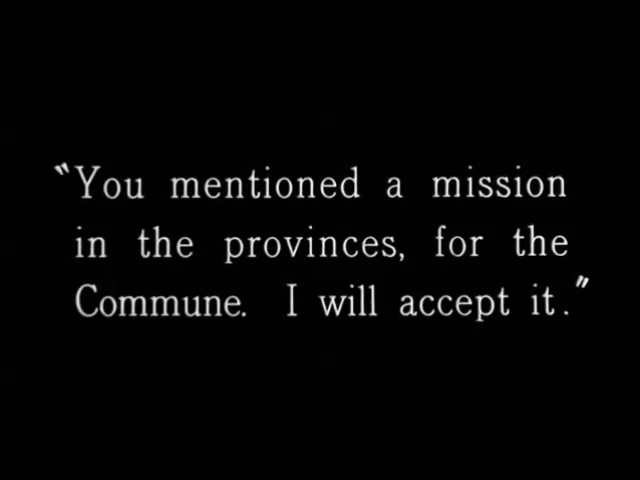 "You mentioned a mission
in the provinces, for the
Commune. I will accept it."